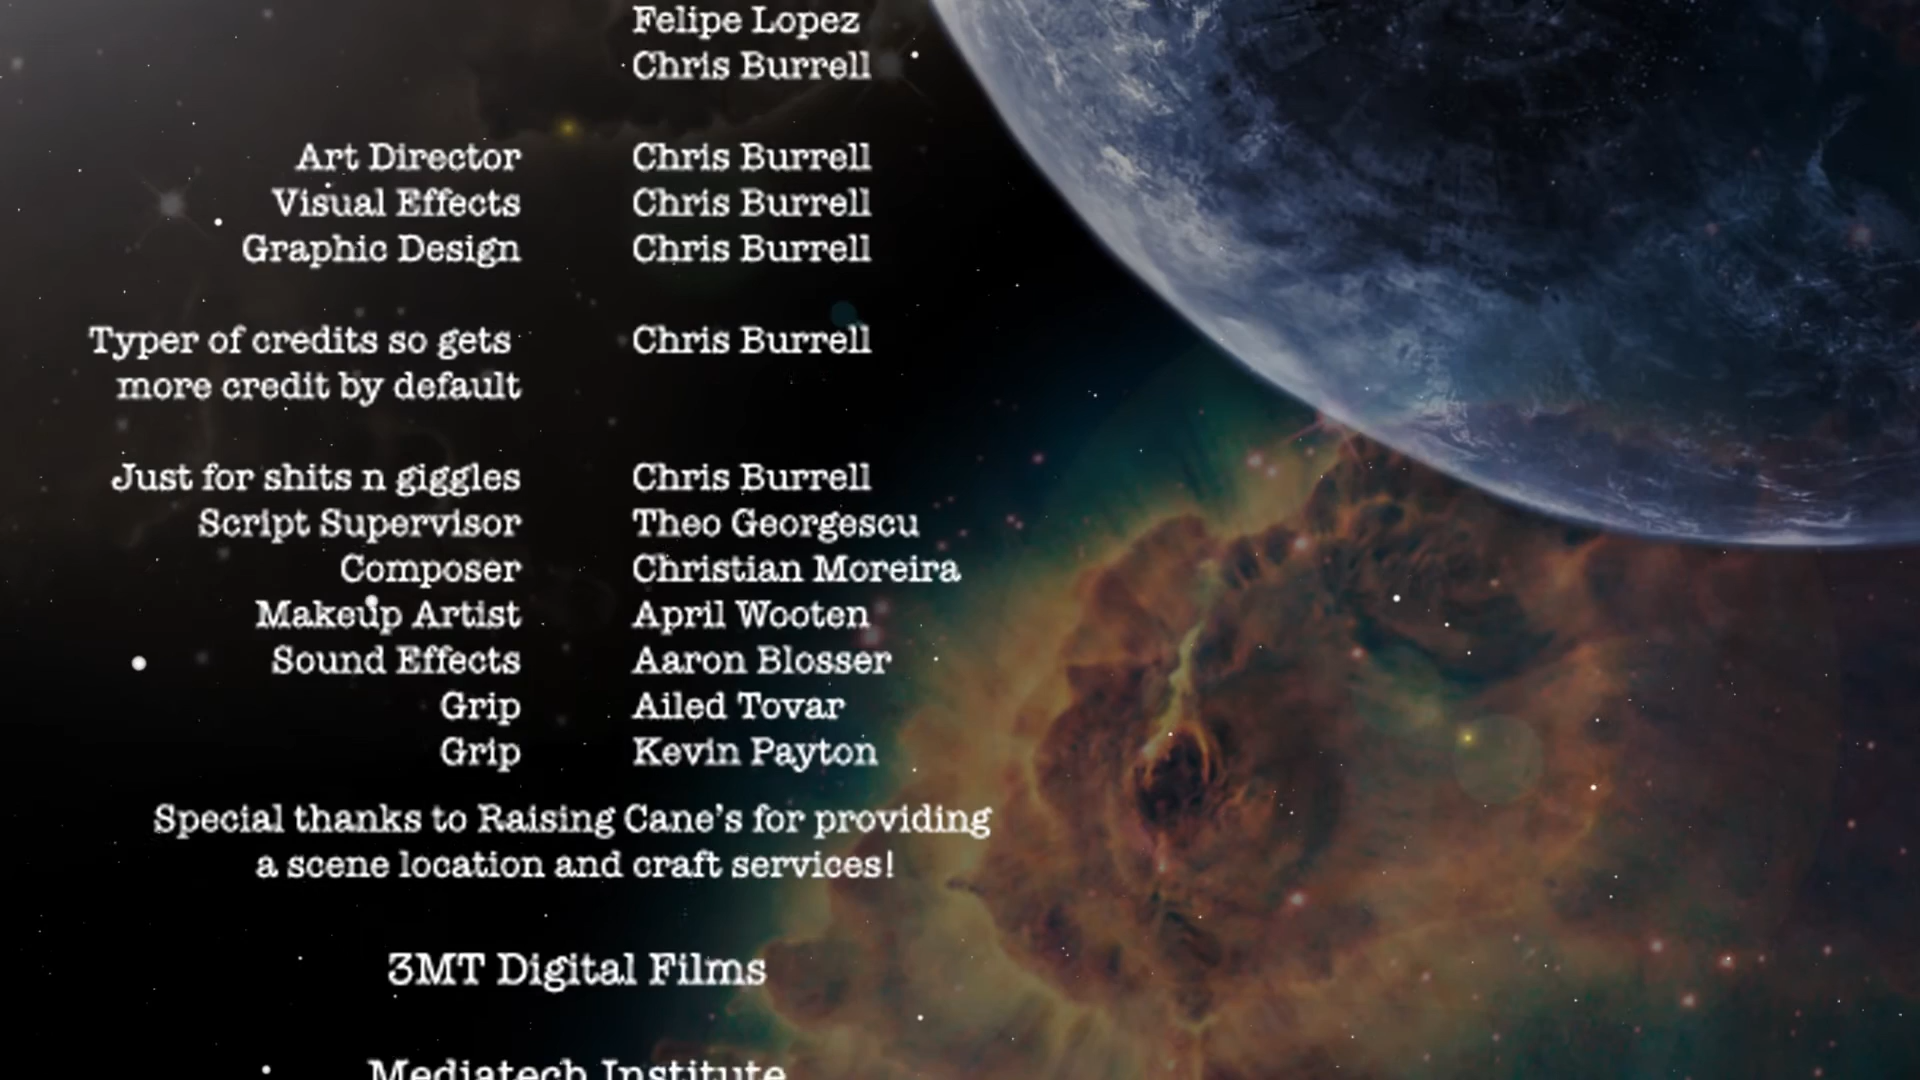 Felipe Lopez
Chris Burrell
Art Director Chris Burrell
Visual Effects Chris Burrell
Graphic Design Chris Burrell
Typer of credits so gets Chris Burrell
more credit by default
Just for shits n giggles Chris Burrell
Script Supervisor Theo Georgescu
Composer Christian Moreira
Makeup Artist April Wooten
Sound Effects Aaron Blosser
Grip Ailed Tovar
Grip Kevin Payton
Special thanks to Raising Cane's for providing
a scene location and craft services!
3MT Digital Films
Mediatech Institute